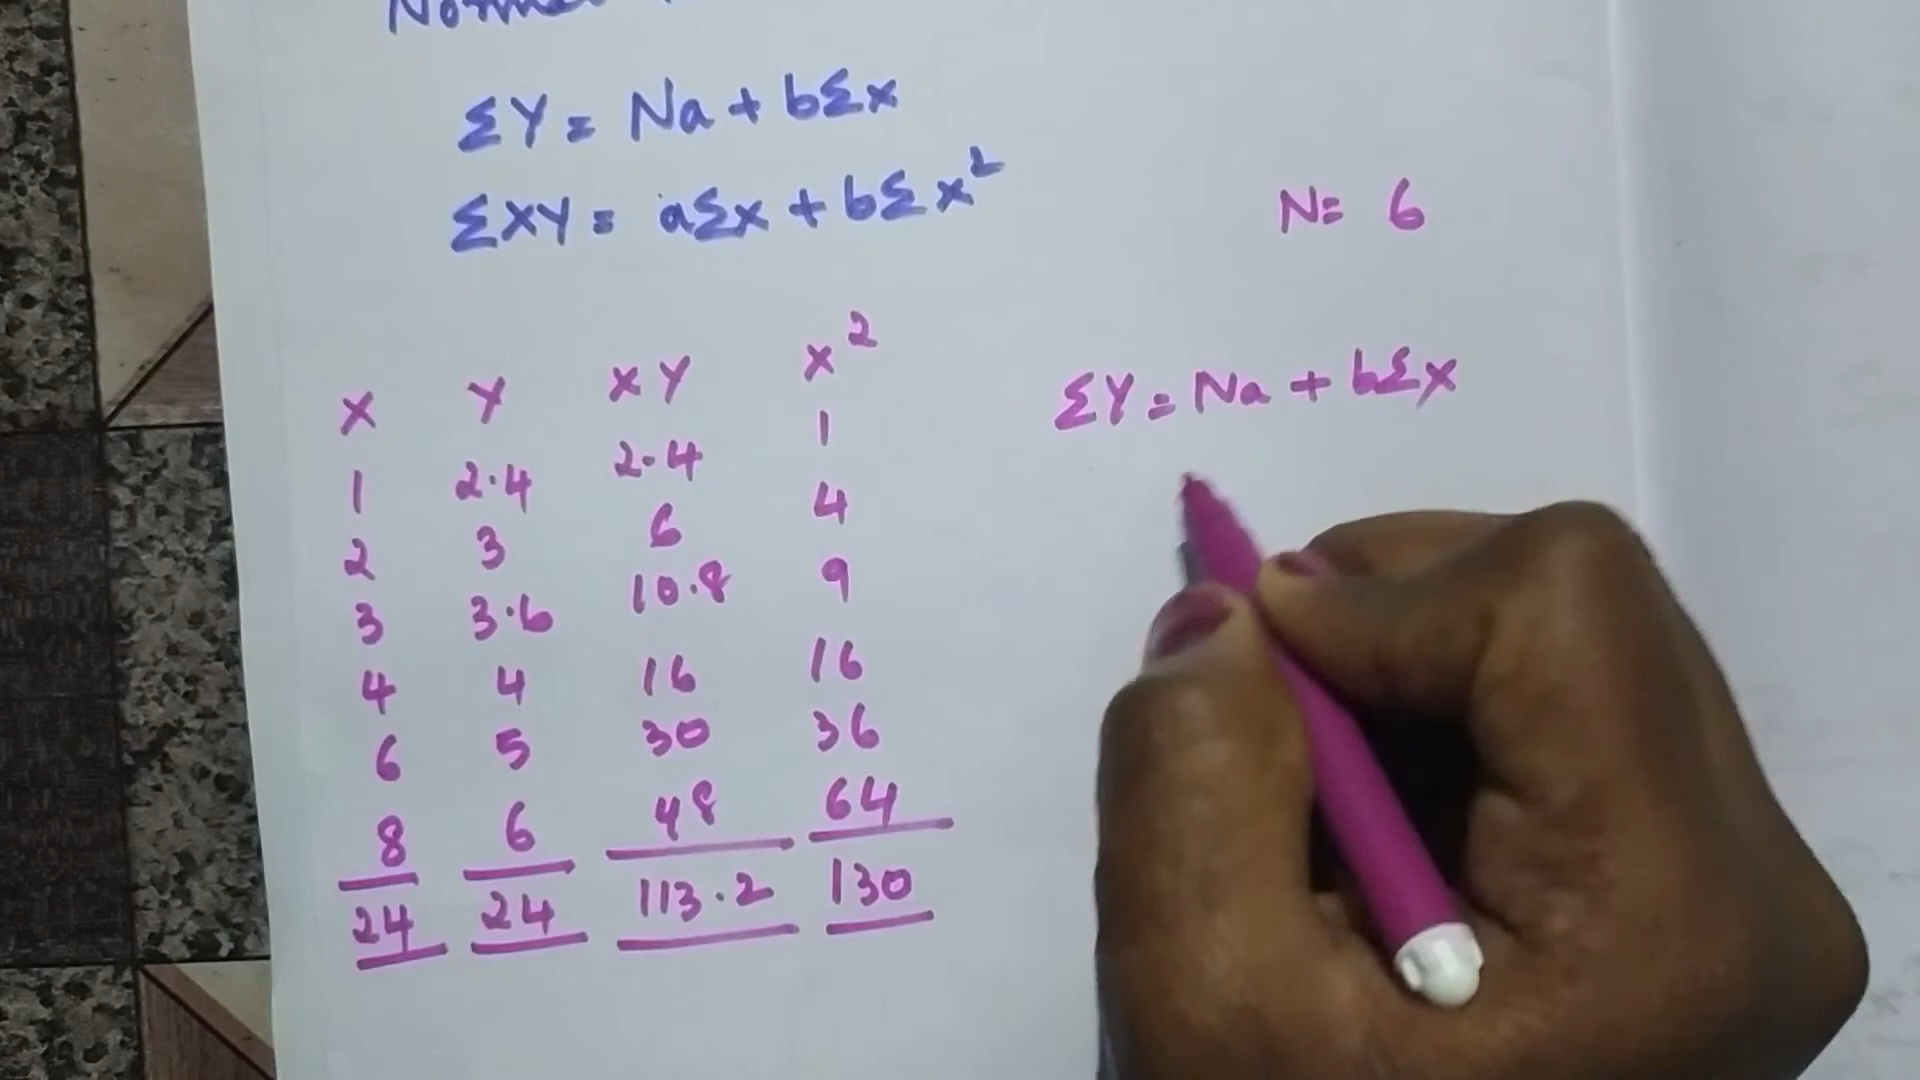 ΣY = Na + bΣx
ΣXY = aΣx + bΣx²
N= 6
X Y XY X²
1 2.4 2.4 1
2 3 6 4
3 3.6 10.8 9
4 4 16 16
6 5 30 36
8 6 48 64
24 24 113.2 130
ΣY = Na + bΣX